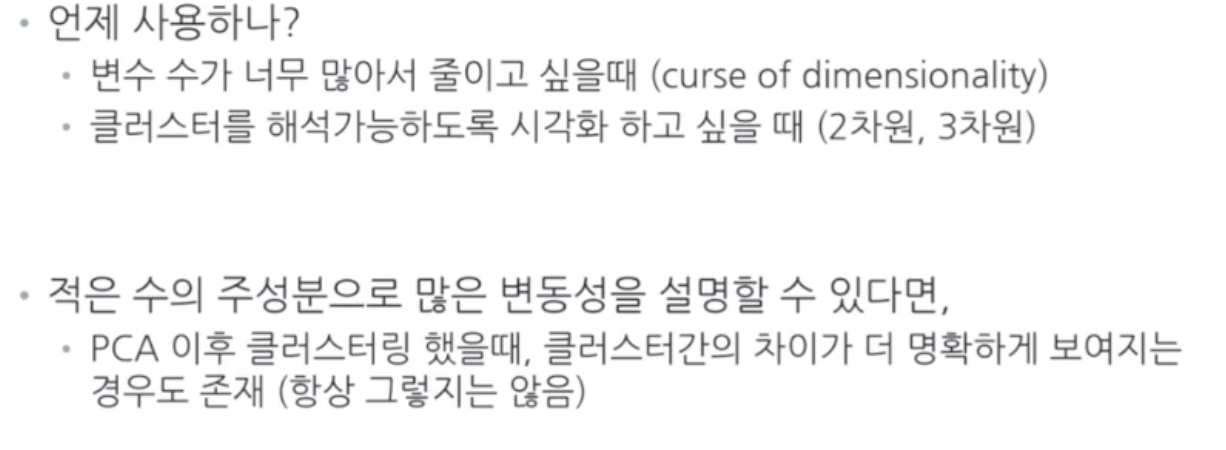 • 언제 사용하나?
• 변수 수가 너무 많아서 줄이고 싶을때 (curse of dimensionality)
• 클러스터를 해석가능하도록 시각화 하고 싶을 때 (2차원, 3차원)
• 적은 수의 주성분으로 많은 변동성을 설명할 수 있다면,
• PCA 이후 클러스터링 했을때, 클러스터간의 차이가 더 명확하게 보여지는
경우도 존재 (항상 그렇지는 않음)